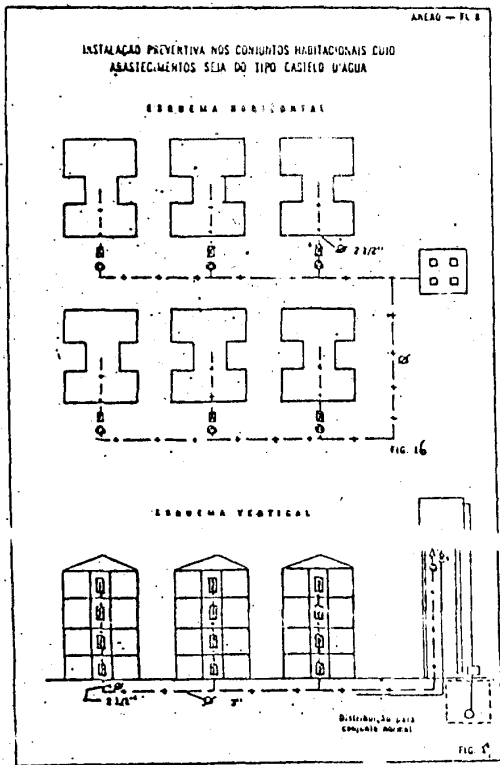 ANEXO — FL 8
INSTALAÇÃO PREVENTIVA NOS CONJUNTOS HABITACIONAIS CUJO
ABASTECIMENTOS SEJA DO TIPO CASTELO D'ÁGUA
ESQUEMA HORIZONTAL
2 1/2"
FIG. 16
ESQUEMA VERTICAL
2 1/2"
3"
Distribuição para
conjunto normal
FIG.